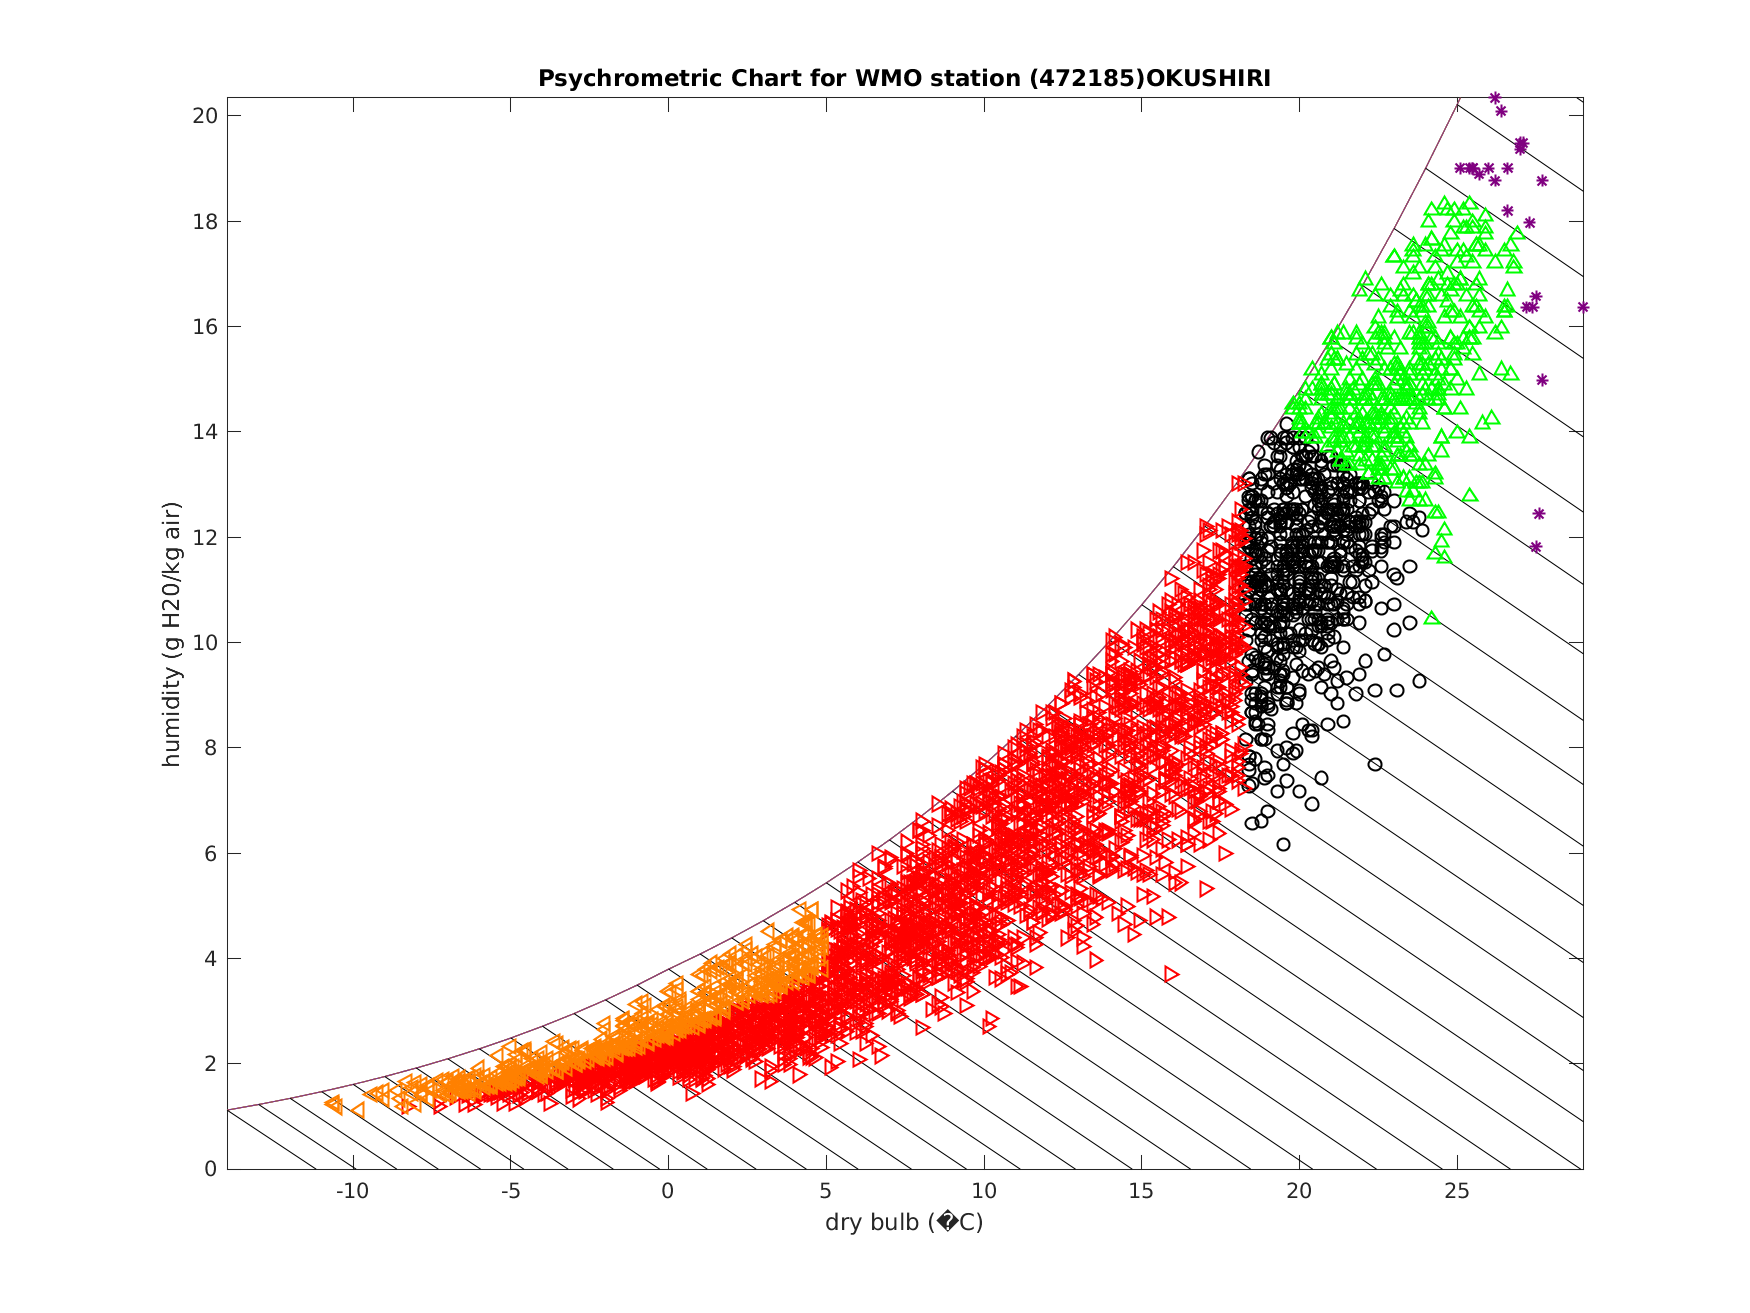 Psychrometric Chart for WMO station (472185)OKUSHIRI
humidity (g H20/kg air)
20
18
16
14
12
10
8
6
4
2
0
-10 -5 0 5 10 15 20 25
dry bulb (�C)